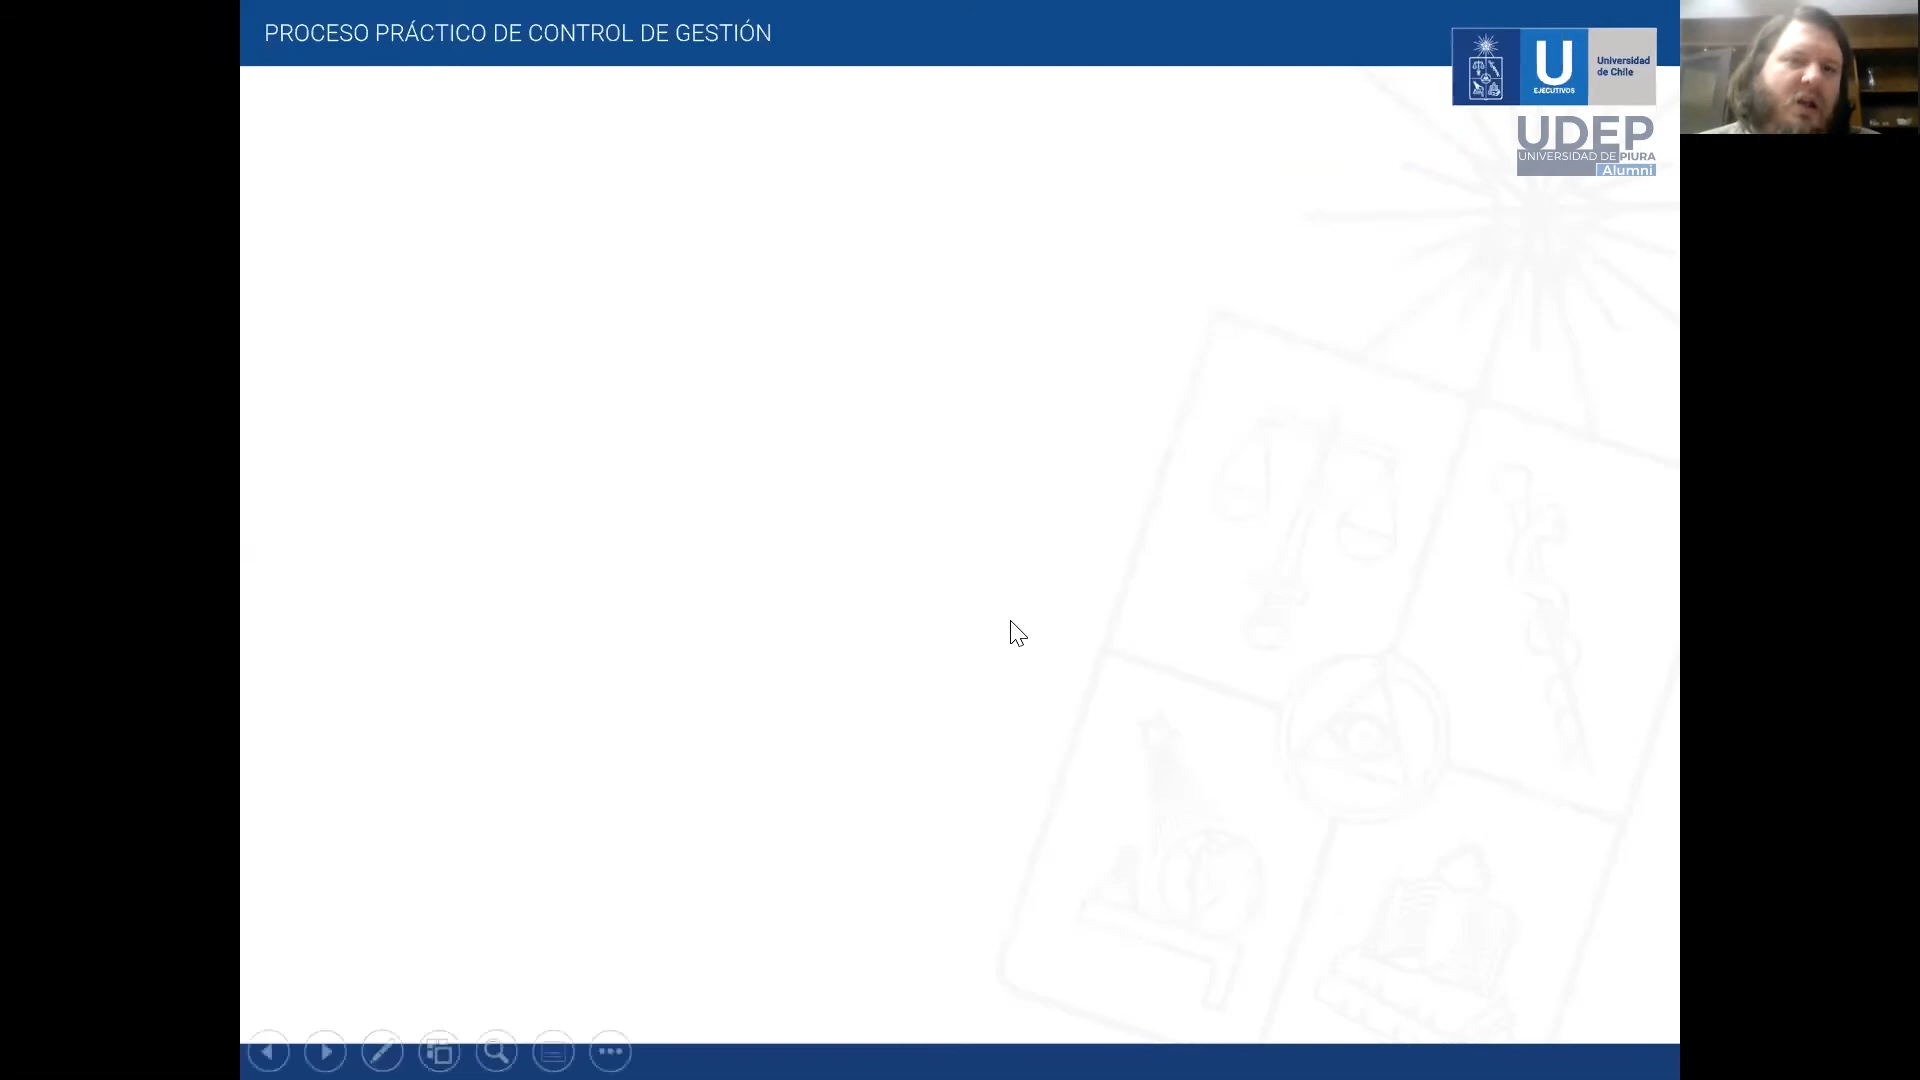 PROCESO PRÁCTICO DE CONTROL DE GESTIÓN
U
EJECUTIVOS
Universidad
de Chile
UDEP
UNIVERSIDAD DE PIURA
Alumni